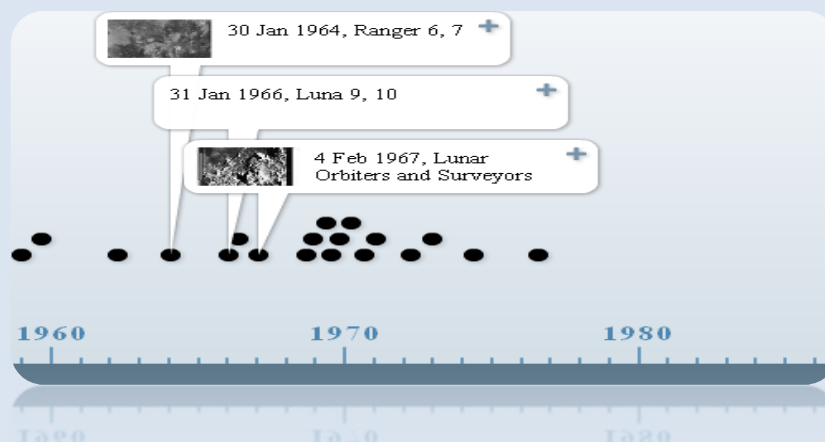 30 Jan 1964, Ranger 6, 7
31 Jan 1966, Luna 9, 10
4 Feb 1967, Lunar
Orbiters and Surveyors
1960
1970
1980